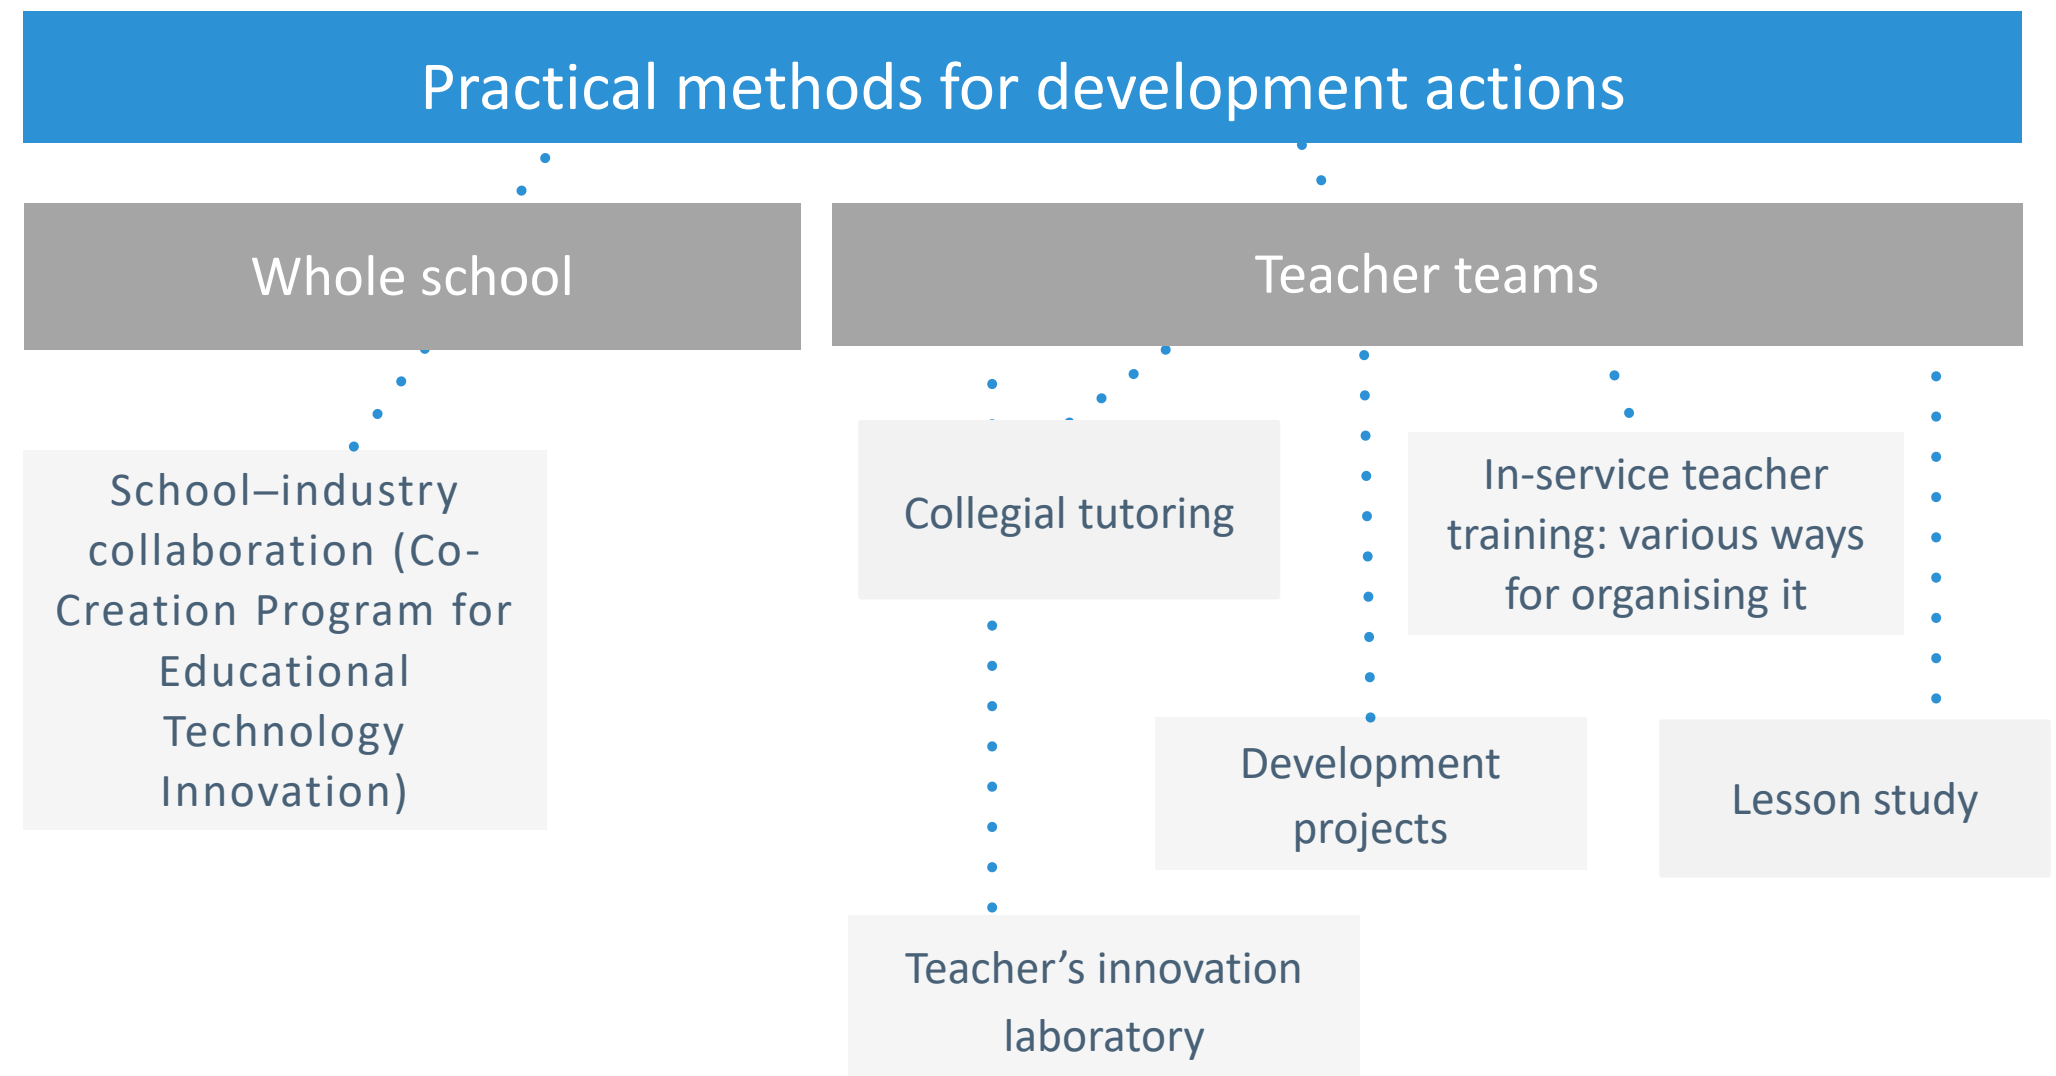 Practical methods for development actions
Whole school
Teacher teams
School–industry
collaboration (Co-
Creation Program for
Educational
Technology
Innovation)
Collegial tutoring
In-service teacher
training: various ways
for organising it
Development
projects
Lesson study
Teacher’s innovation
laboratory